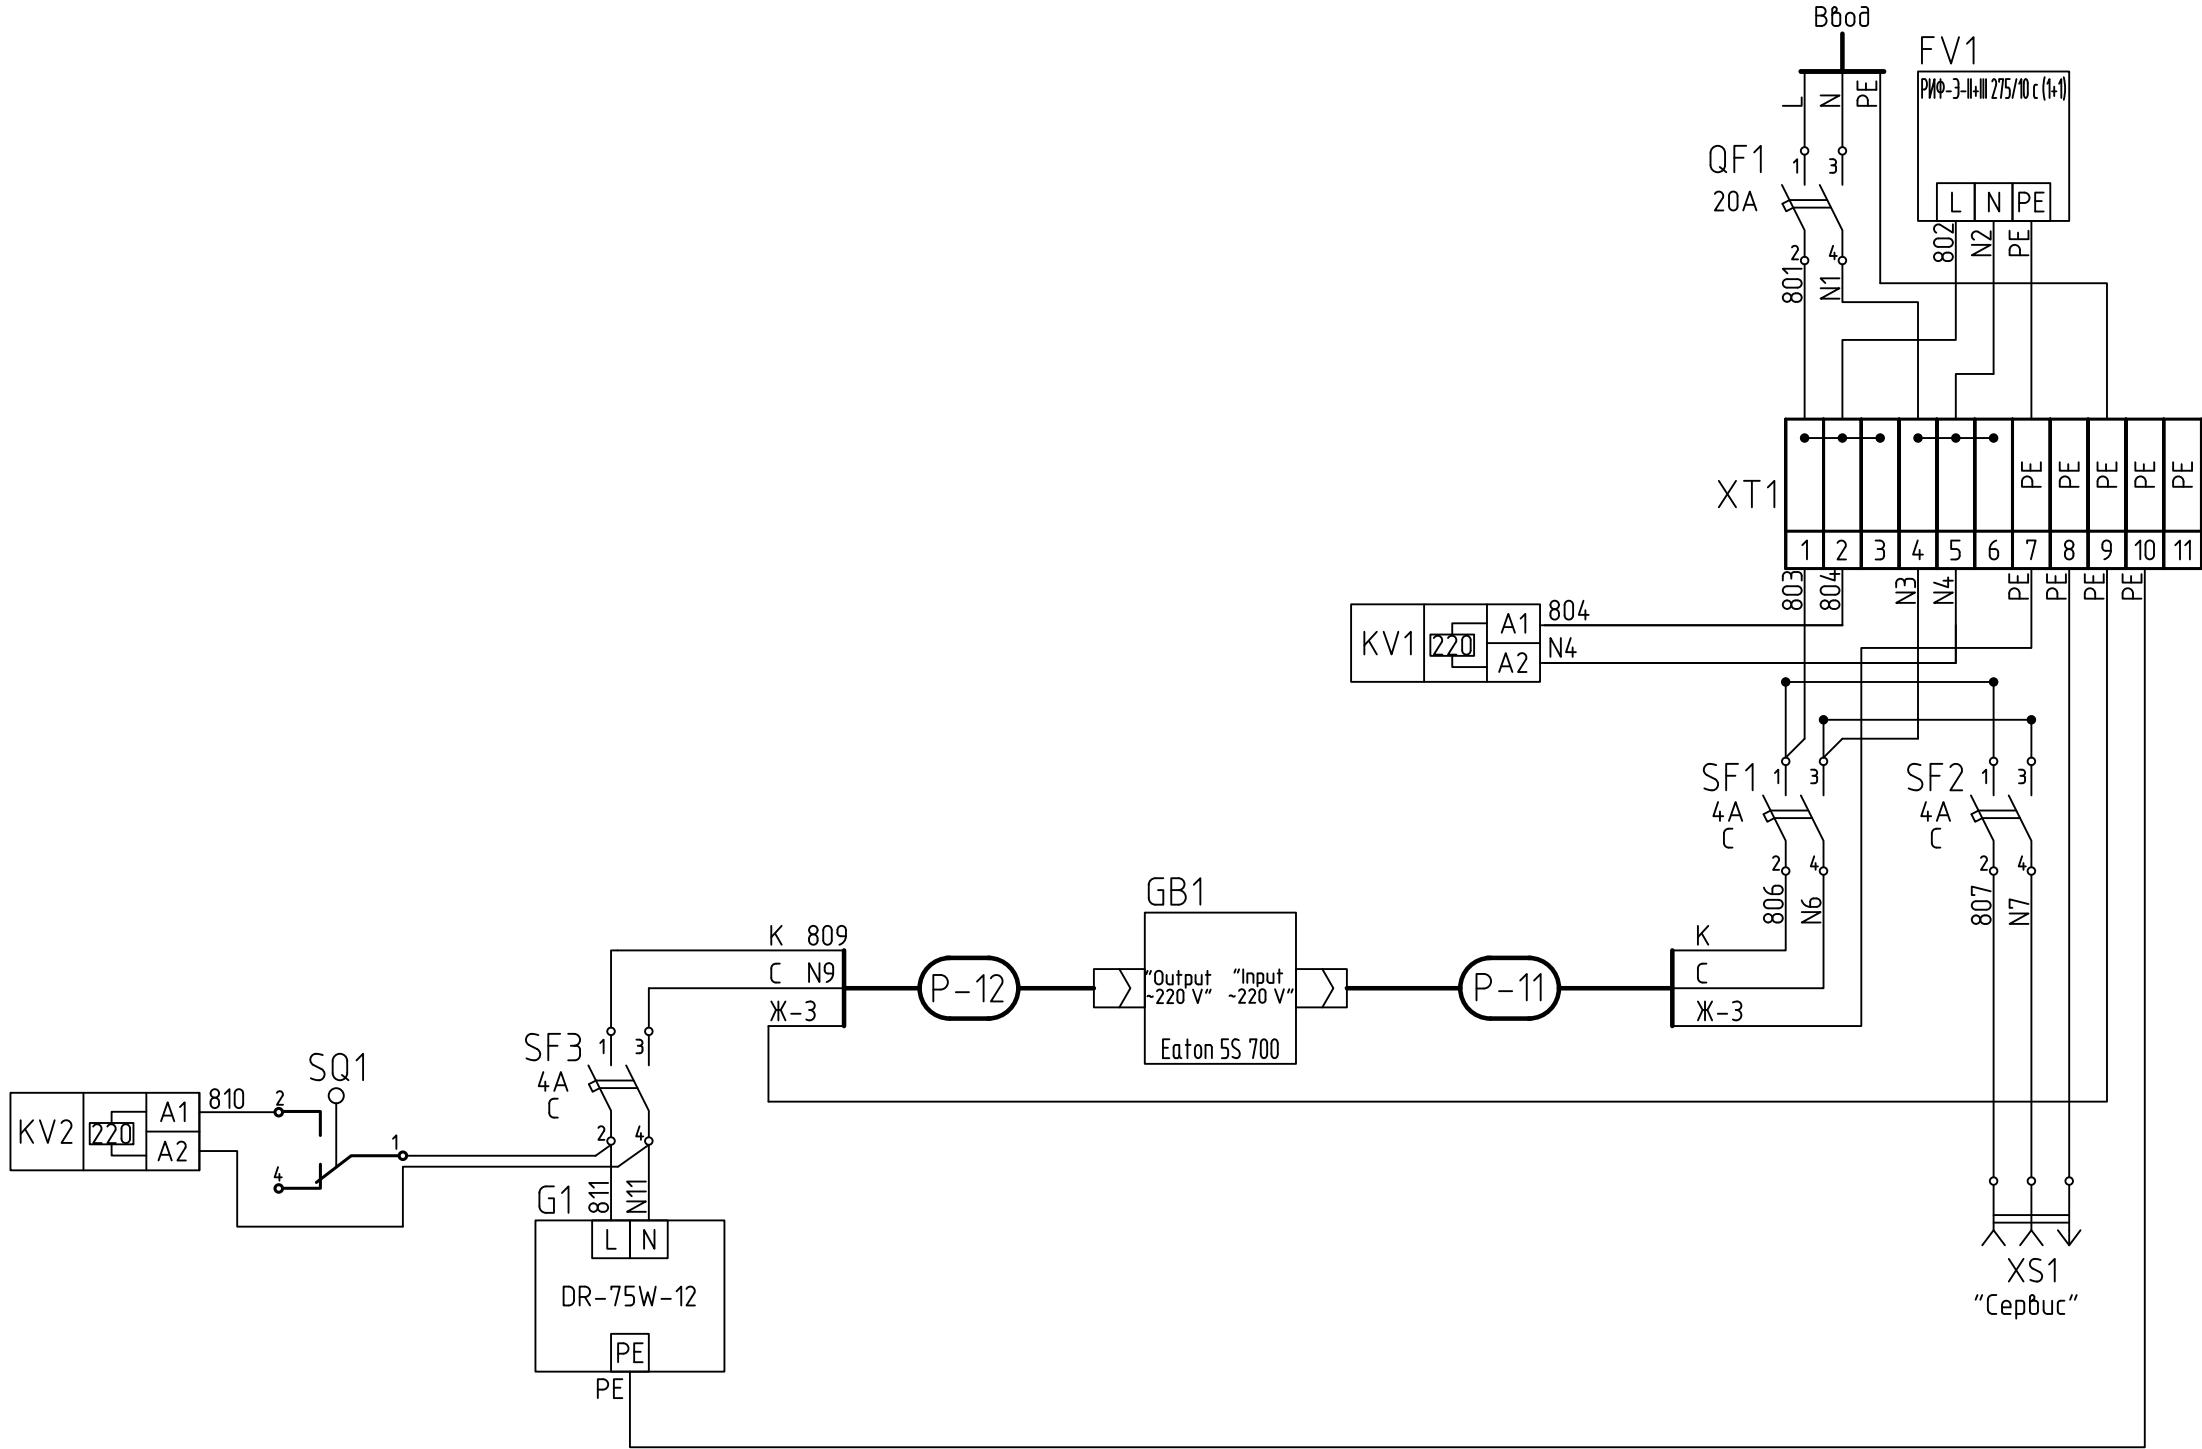 Ввод
FV1
РИФ-Э-II+III 275/10 с (1+1)
L N PE
QF1
20A
1 3
L N PE
802 N2 PE
2 4
801 N1
XT1
PE PE PE PE PE
1 2 3 4 5 6 7 8 9 10 11
803 804 N3 N4 PE PE PE PE
KV1 220 A1 804
A2 N4
SF1 1 3
4A
C
2 4
806 N6
SF2 1 3
4A
C
2 4
807 N7
GB1
К 809
С N9
Ж-З
P-12
"Output ~220 V"
"Input ~220 V"
Eaton 5S 700
P-11
К
С
Ж-З
SF3 1 3
4A
C
2 4
SQ1
KV2 220 A1 810
A2
2
1
4
G1
811 N11
L N
DR-75W-12
PE
PE
XS1
"Сервис"